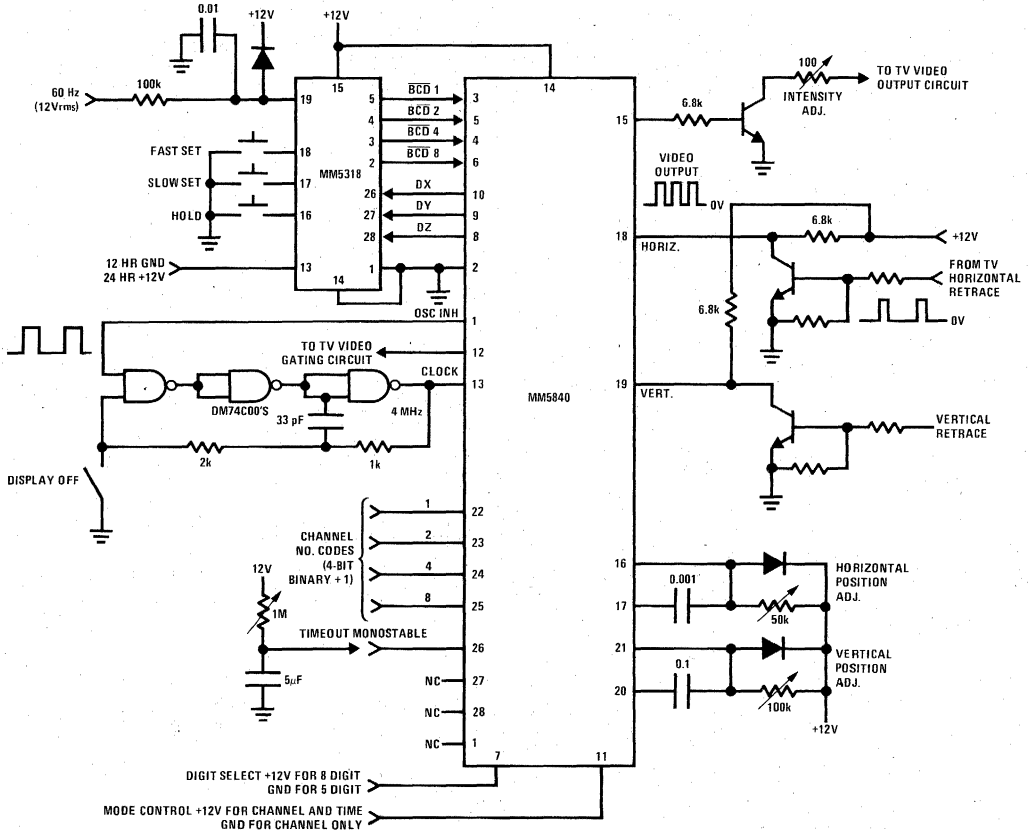 0.01
+12V
+12V
60 Hz
(12Vrms)
100k
19
15
14
5
BCD 1
3
4
BCD 2
5
3
BCD 4
4
2
BCD 8
6
FAST SET
18
SLOW SET
17
HOLD
16
MM5318
26
DX
10
27
DY
9
28
DZ
8
12 HR GND
24 HR +12V
13
14
1
2
OSC INH
1
TO TV VIDEO
GATING CIRCUIT
12
CLOCK
13
DM74C00'S
33 pF
4 MHz
2k
1k
DISPLAY OFF
MM5840
CHANNEL
NO. CODES
(4-BIT
BINARY + 1)
1
22
2
23
4
24
8
25
12V
1M
TIMEOUT MONOSTABLE
26
5µF
NC
27
NC
28
NC
1
7
11
DIGIT SELECT +12V FOR 8 DIGIT
GND FOR 5 DIGIT
MODE CONTROL +12V FOR CHANNEL AND TIME
GND FOR CHANNEL ONLY
15
6.8k
100
INTENSITY
ADJ.
TO TV VIDEO
OUTPUT CIRCUIT
VIDEO
OUTPUT
0V
18
HORIZ.
6.8k
+12V
FROM TV
HORIZONTAL
RETRACE
6.8k
0V
19
VERT.
VERTICAL
RETRACE
16
HORIZONTAL
POSITION
ADJ.
17
0.001
50k
21
VERTICAL
POSITION
ADJ.
20
0.1
100k
+12V